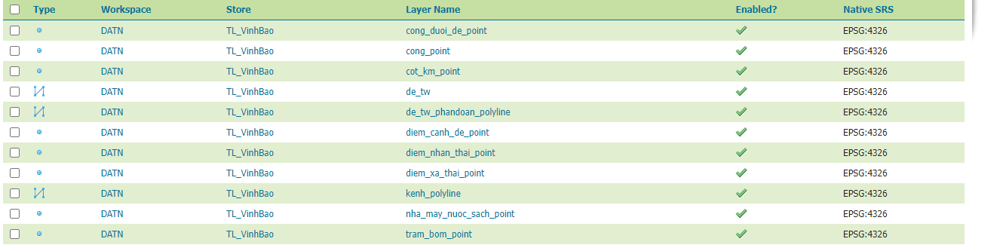 Type Workspace Store Layer Name Enabled? Native SRS
DATN TL_VinhBao cong_duoi_de_point EPSG:4326
DATN TL_VinhBao cong_point EPSG:4326
DATN TL_VinhBao cot_km_point EPSG:4326
DATN TL_VinhBao de_tw EPSG:4326
DATN TL_VinhBao de_tw_phandoan_polyline EPSG:4326
DATN TL_VinhBao diem_canh_de_point EPSG:4326
DATN TL_VinhBao diem_nhan_thai_point EPSG:4326
DATN TL_VinhBao diem_xa_thai_point EPSG:4326
DATN TL_VinhBao kenh_polyline EPSG:4326
DATN TL_VinhBao nha_may_nuoc_sach_point EPSG:4326
DATN TL_VinhBao tram_bom_point EPSG:4326